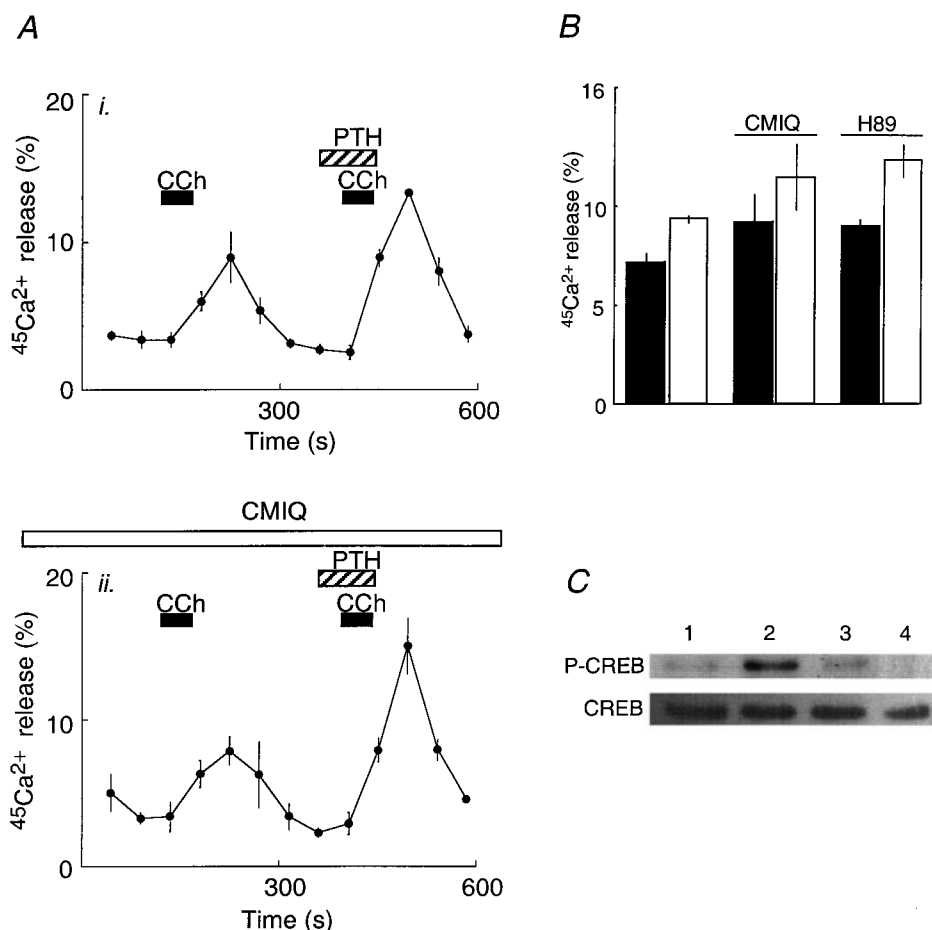 A
i.
20
10
0
⁴⁵Ca²⁺ release (%)
CCh
PTH
CCh
300
600
Time (s)
CMIQ
ii.
20
10
0
⁴⁵Ca²⁺ release (%)
CCh
PTH
CCh
300
600
Time (s)
B
16
10
5
0
⁴⁵Ca²⁺ release (%)
CMIQ
H89
C
1 2 3 4
P-CREB
CREB